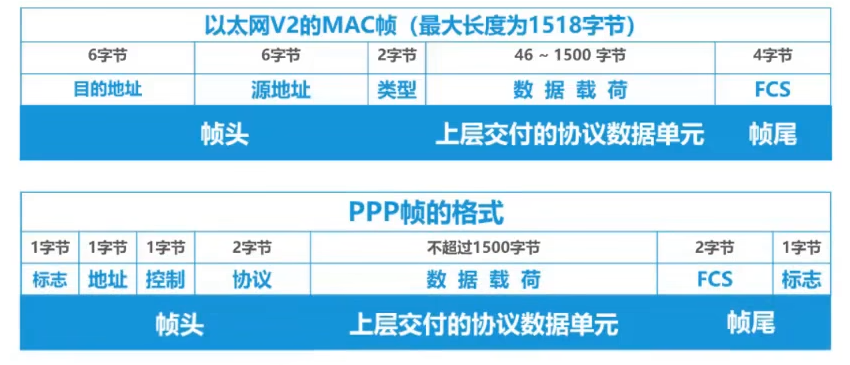 以太网V2的MAC帧（最大长度为1518字节）
6字节 6字节 2字节 46 ~ 1500 字节 4字节
目的地址 源地址 类型 数 据 载 荷 FCS
帧头 上层交付的协议数据单元 帧尾
PPP帧的格式
1字节 1字节 1字节 2字节 不超过1500字节 2字节 1字节
标志 地址 控制 协议 数 据 载 荷 FCS 标志
帧头 上层交付的协议数据单元 帧尾